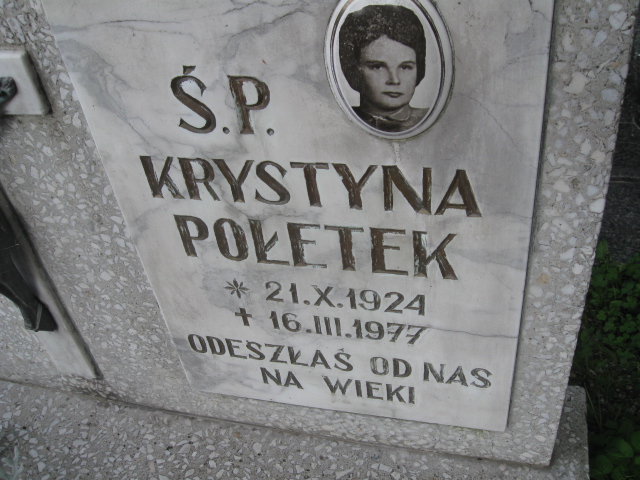 Ś.P.
KRYSTYNA
POŁETEK
* 21.X.1924
+ 16.III.1977
ODESZŁAŚ OD NAS
NA WIEKI